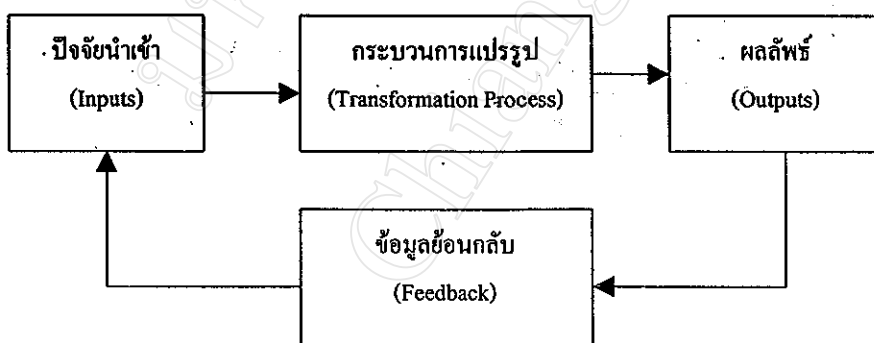 ปัจจัยนำเข้า
(Inputs)
กระบวนการแปรรูป
(Transformation Process)
ผลลัพธ์
(Outputs)
ข้อมูลย้อนกลับ
(Feedback)
Chiang